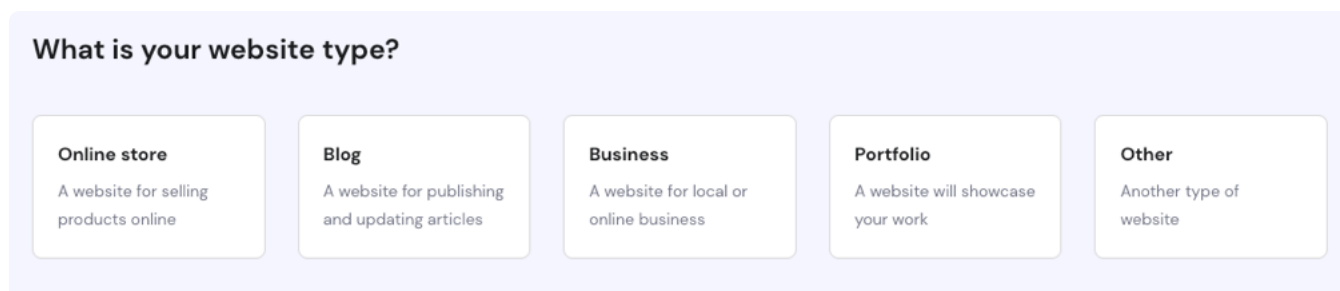 What is your website type?
Online store
A website for selling
products online
Blog
A website for publishing
and updating articles
Business
A website for local or
online business
Portfolio
A website will showcase
your work
Other
Another type of
website